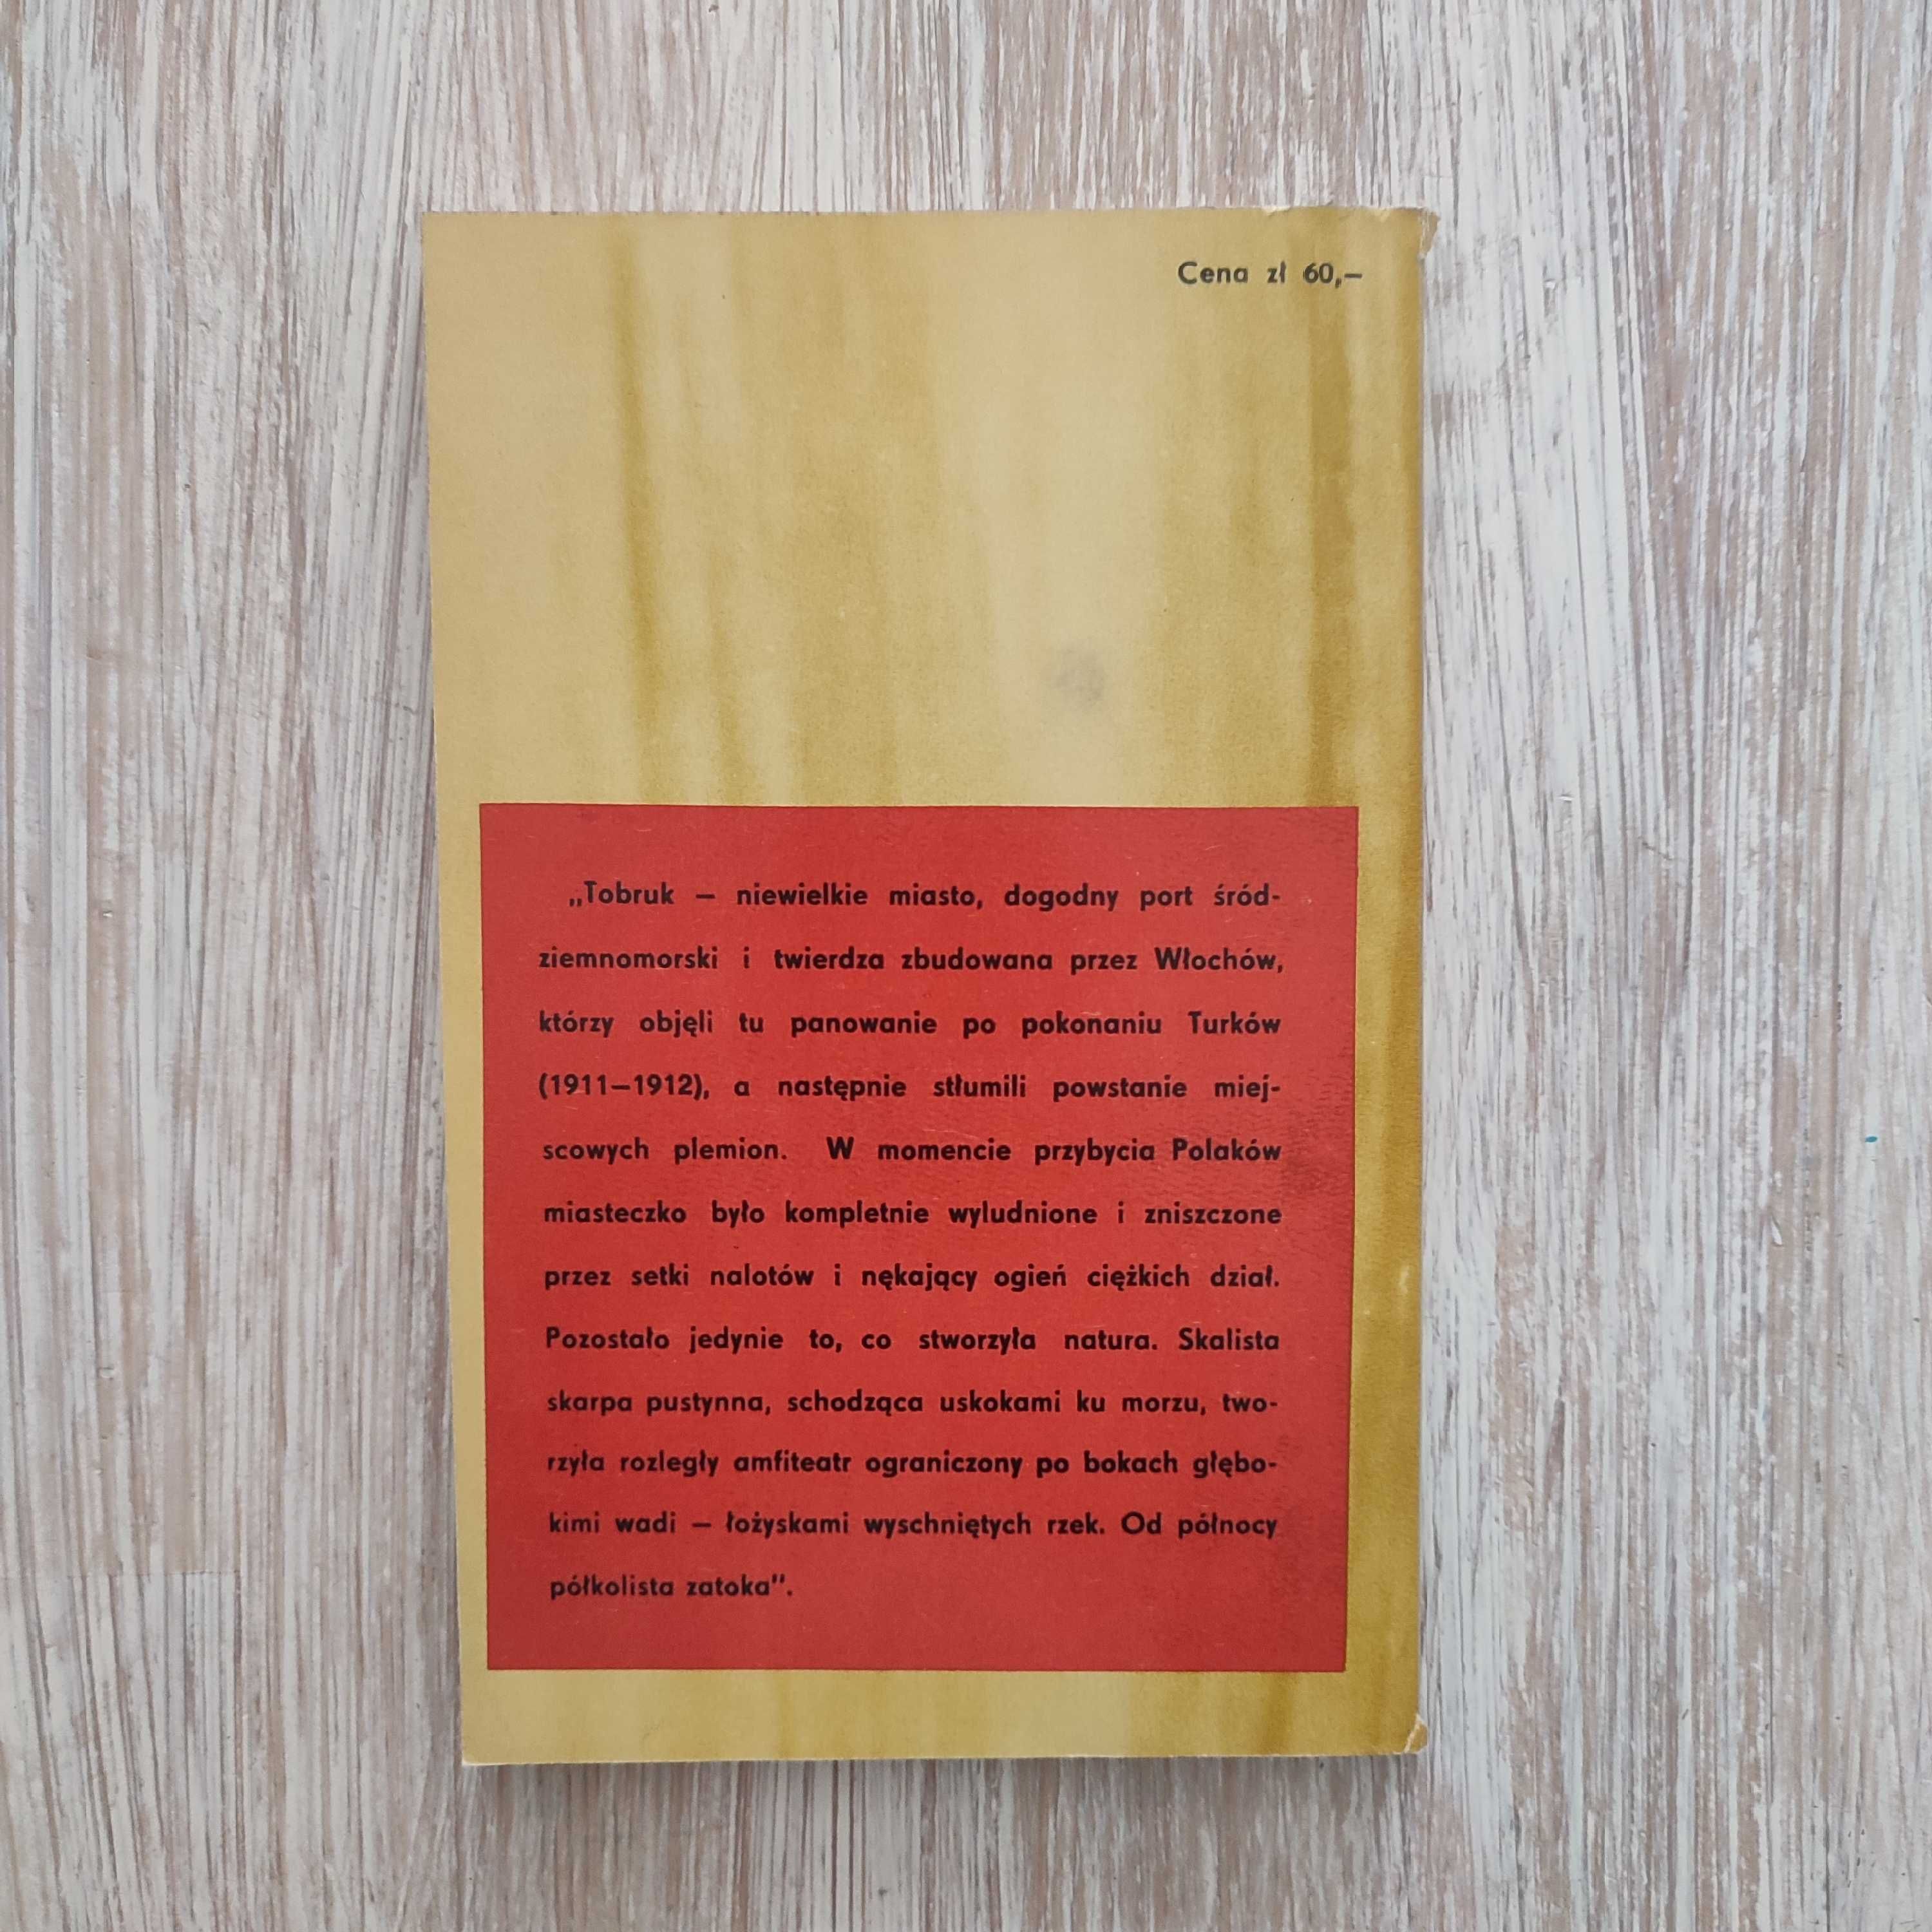 Cena zł 60,—
„Tobruk — niewielkie miasto, dogodny port śród-
ziemnomorski i twierdza zbudowana przez Włochów,
którzy objęli tu panowanie po pokonaniu Turków
(1911—1912), a następnie stłumili powstanie miej-
scowych plemion. W momencie przybycia Polaków
miasteczko było kompletnie wyludnione i zniszczone
przez setki nalotów i nękający ogień ciężkich dział.
Pozostało jedynie to, co stworzyła natura. Skalista
skarpa pustynna, schodząca uskokami ku morzu, two-
rzyła rozległy amfiteatr ograniczony po bokach głębo-
kimi wadi — łożyskami wyschniętych rzek. Od północy
półkolista zatoka".